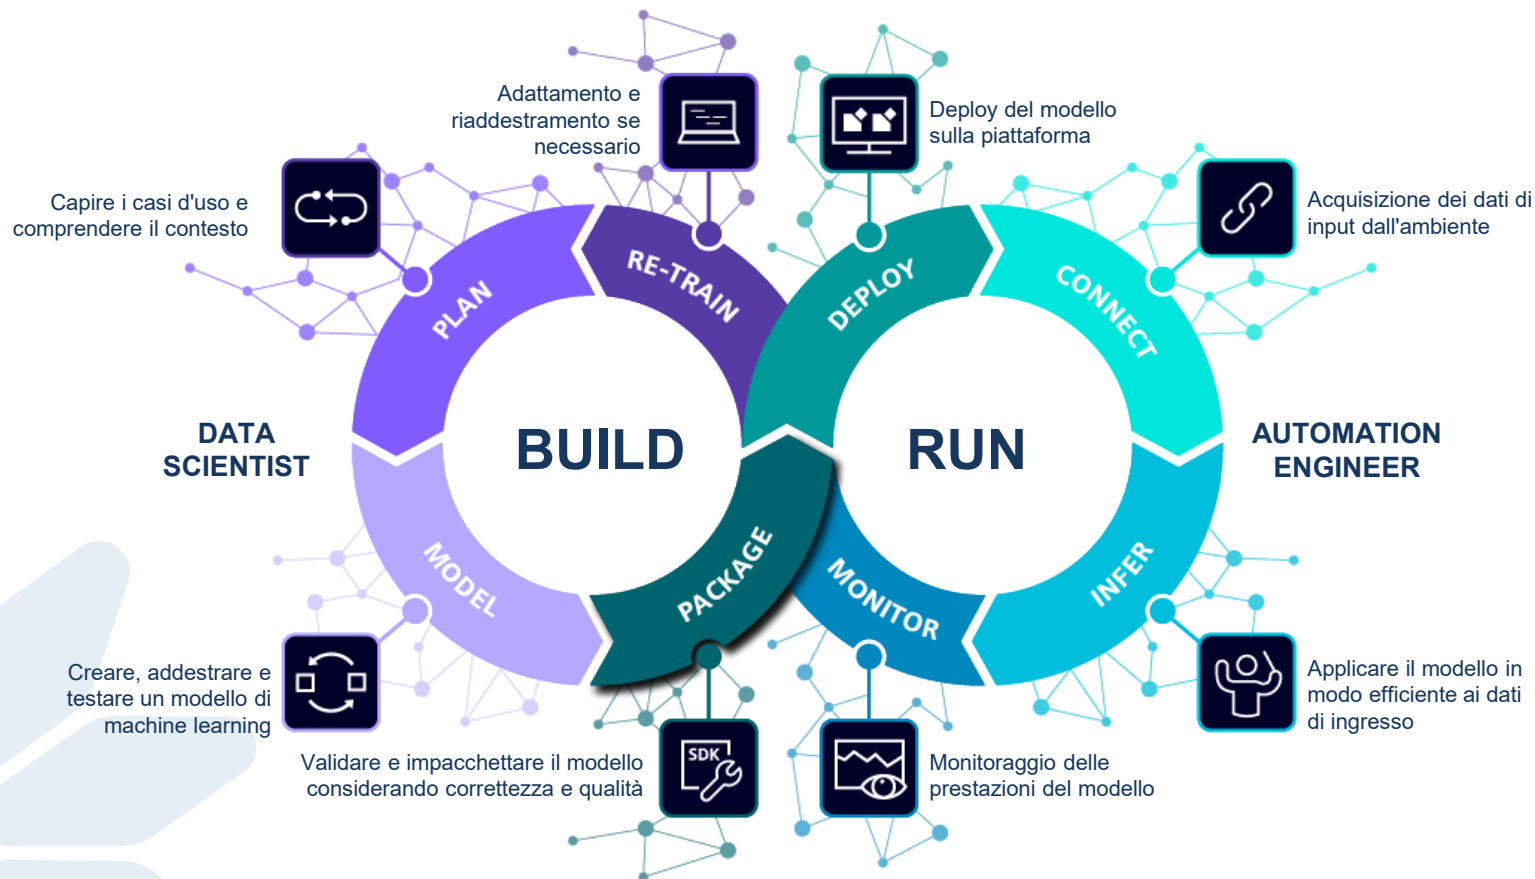 Adattamento e
riaddestramento se
necessario
Deploy del modello
sulla piattaforma
Capire i casi d'uso e
comprendere il contesto
Acquisizione dei dati di
input dall'ambiente
RE-TRAIN
DEPLOY
PLAN
CONNECT
DATA
SCIENTIST
BUILD
RUN
AUTOMATION
ENGINEER
MODEL
PACKAGE
MONITOR
INFER
Creare, addestrare e
testare un modello di
machine learning
Applicare il modello in
modo efficiente ai dati
di ingresso
Validare e impacchettare il modello
considerando correttezza e qualità
SDK
Monitoraggio delle
prestazioni del modello